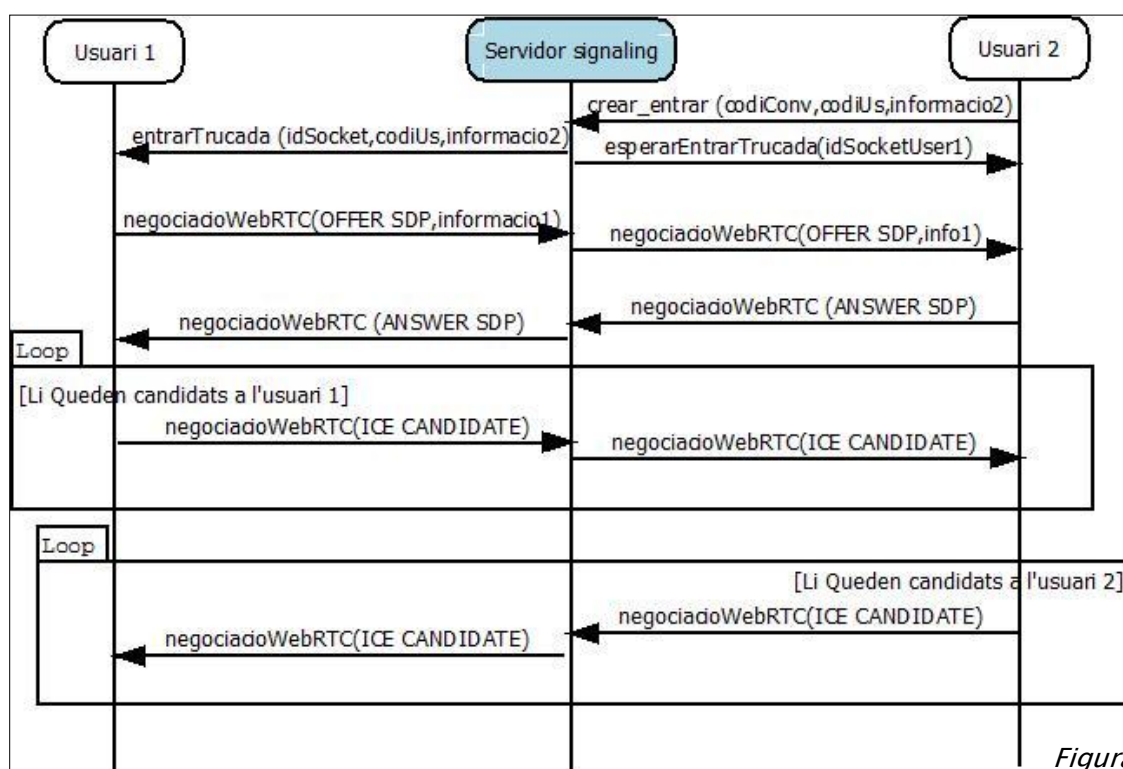 Usuari 1
Servidor signaling
Usuari 2
crear_entrar (codiConv,codiUs,informacio2)
entrarTrucada (idSocket,codiUs,informacio2)
esperarEntrarTrucada(idSocketUser1)
negociacioWebRTC(OFFER SDP,informacio1)
negociacioWebRTC(OFFER SDP,info1)
negociacioWebRTC (ANSWER SDP)
negociacioWebRTC (ANSWER SDP)
Loop
[Li Queden candidats a l'usuari 1]
negociacioWebRTC(ICE CANDIDATE)
negociacioWebRTC(ICE CANDIDATE)
Loop
[Li Queden candidats a l'usuari 2]
negociacioWebRTC(ICE CANDIDATE)
negociacioWebRTC(ICE CANDIDATE)
Figura